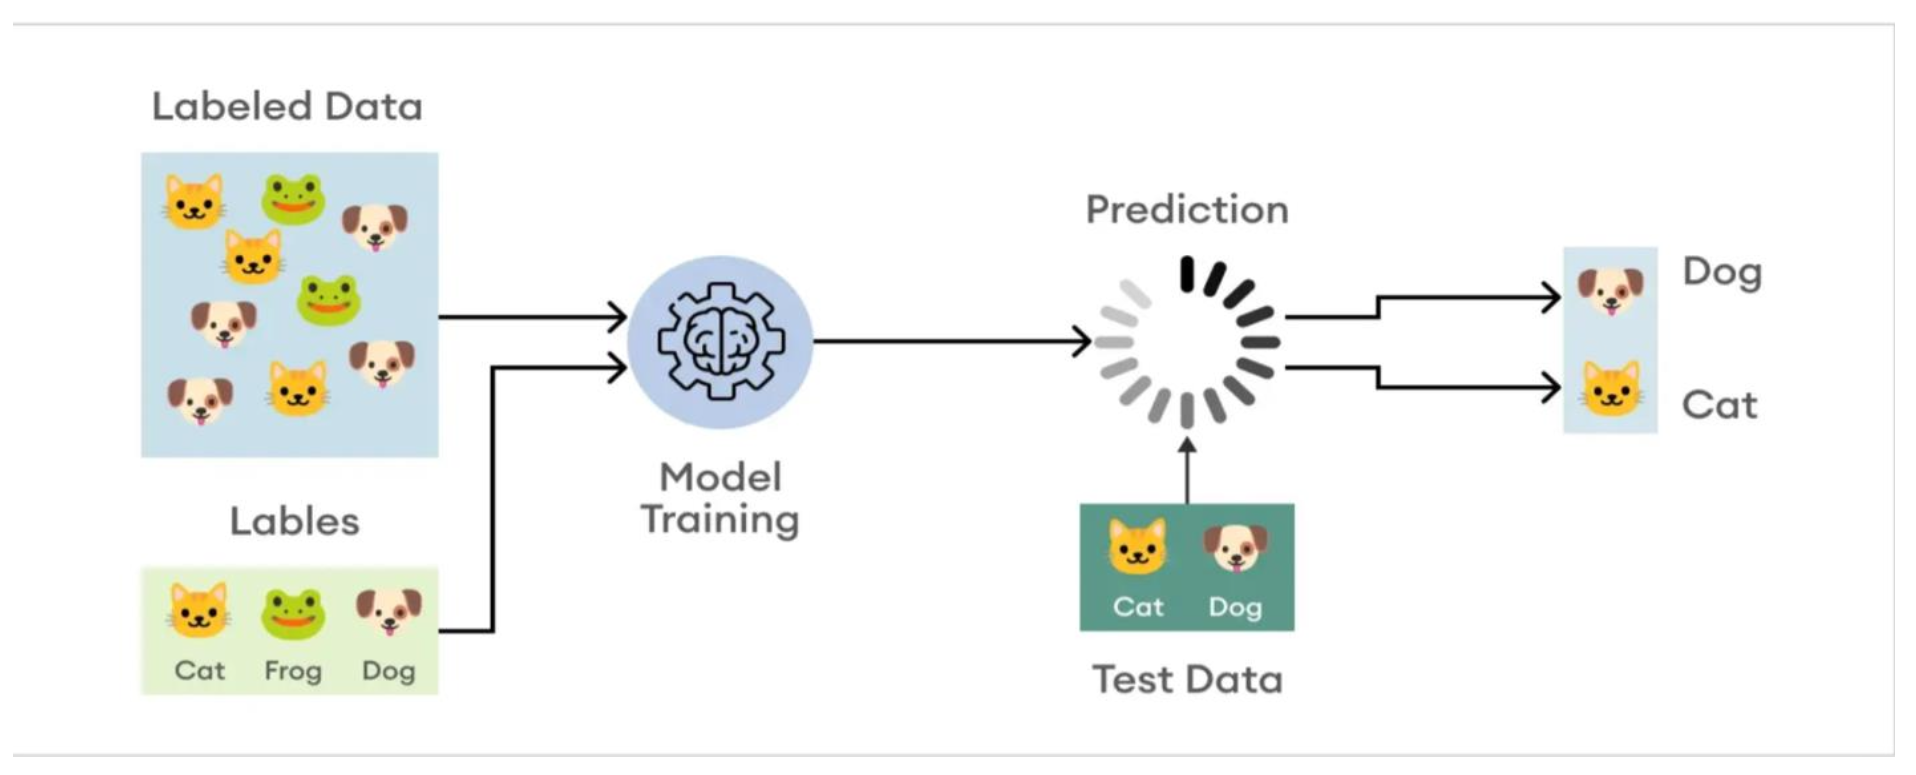 Labeled Data
Lables
Cat Frog Dog
Model
Training
Prediction
Cat Dog
Test Data
Dog
Cat